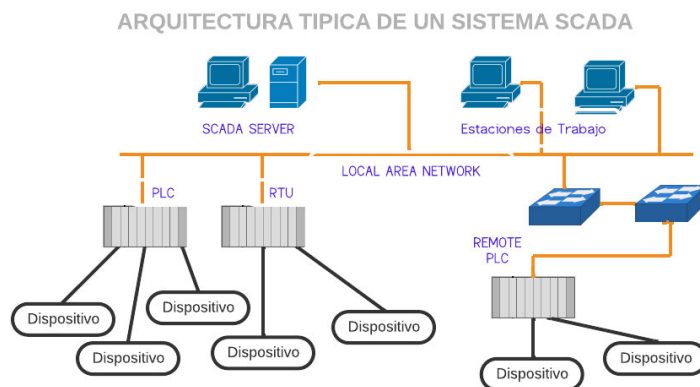 ARQUITECTURA TIPICA DE UN SISTEMA SCADA
SCADA SERVER
Estaciones de Trabajo
LOCAL AREA NETWORK
PLC
RTU
REMOTE
PLC
Dispositivo
Dispositivo
Dispositivo
Dispositivo
Dispositivo
Dispositivo
Dispositivo